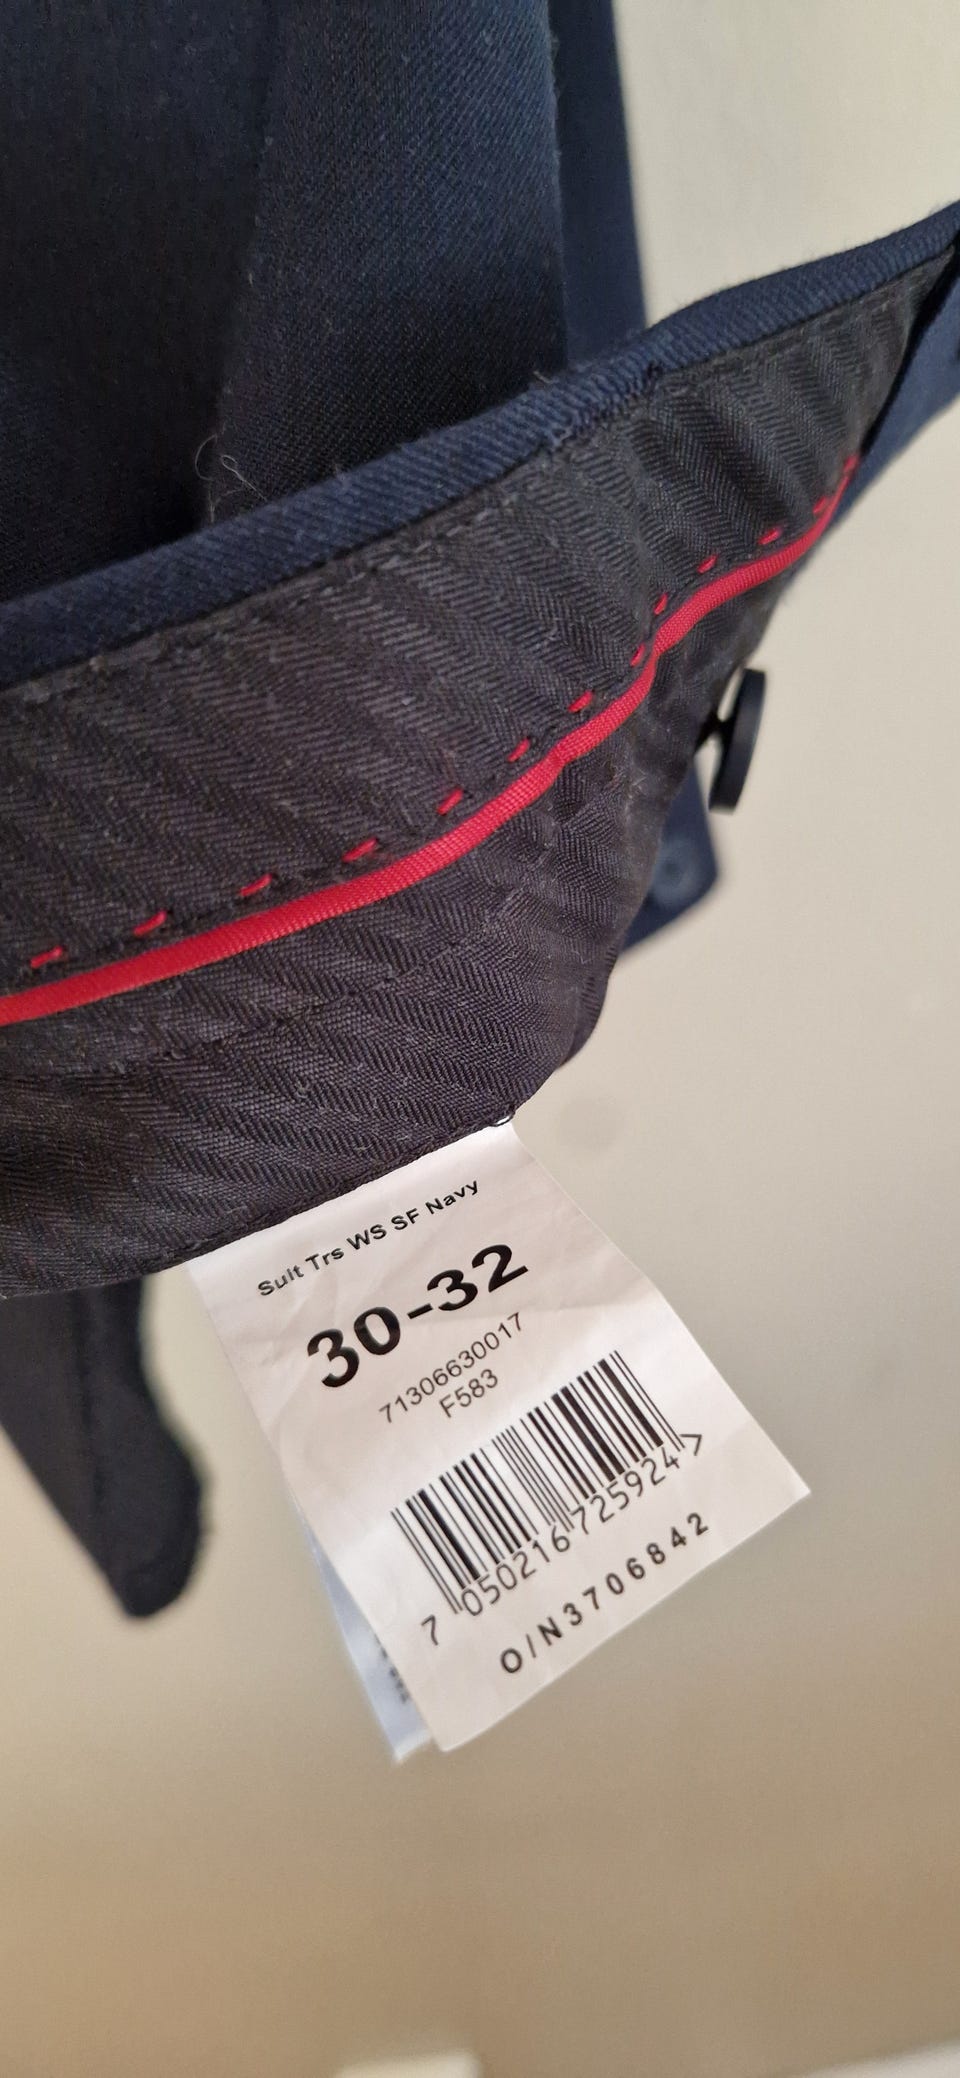 Suit Trs WS SF Navy
30-32
71306630017
F583
7 050216 725924 >
O/N3706842